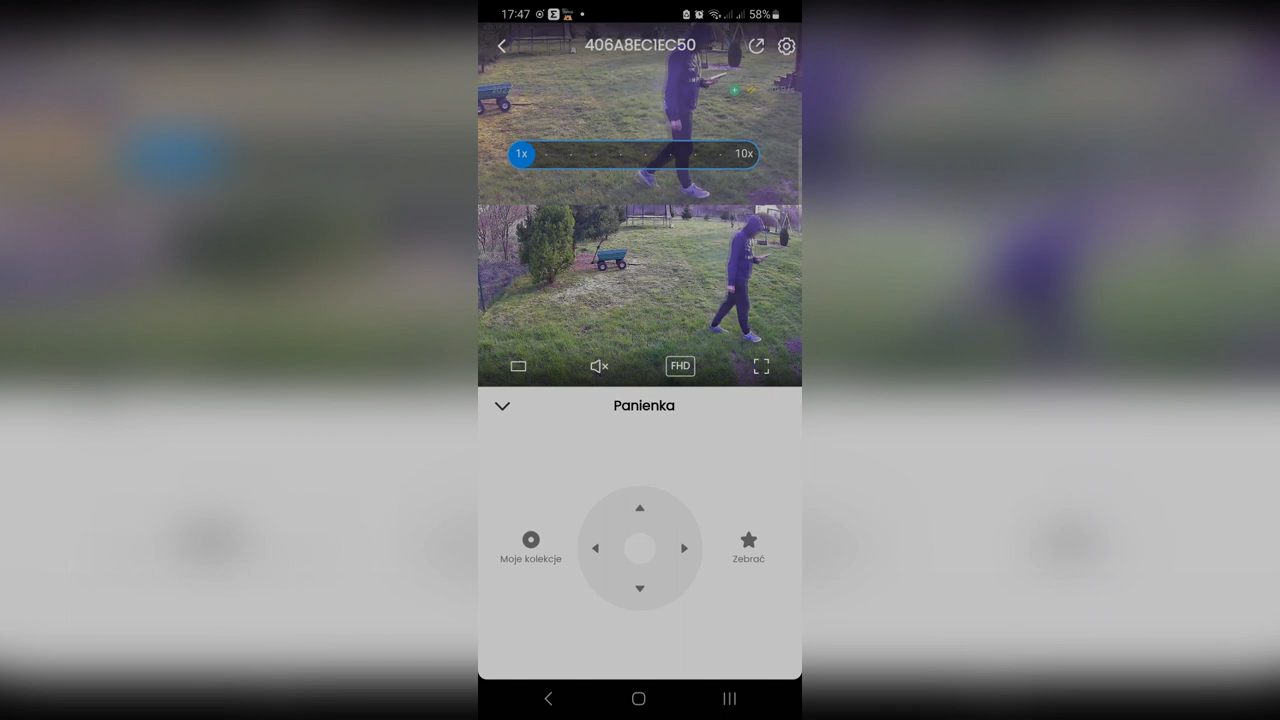 17:47
58%
406A8EC1EC50
1x
10x
FHD
Panienka
Moje kolekcje
Zebrać